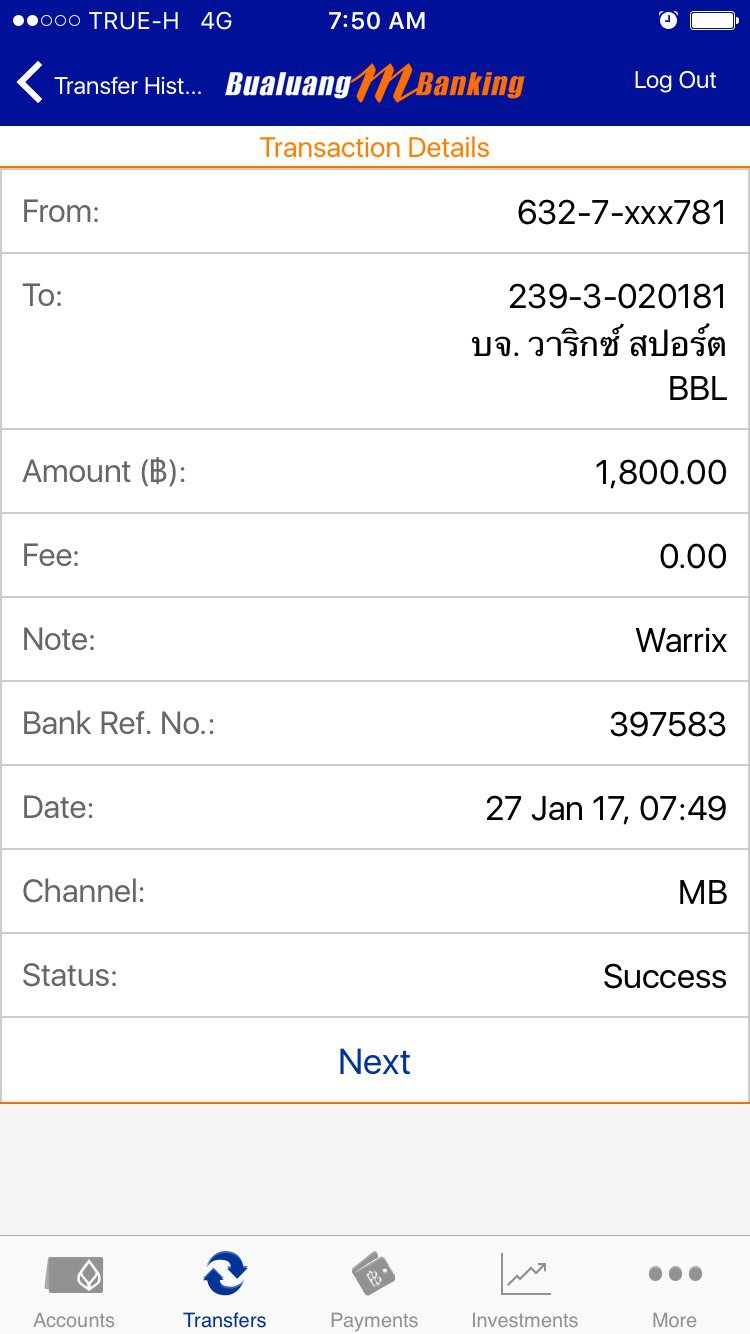 TRUE-H 4G 7:50 AM
Transfer Hist... Bualuang mBanking Log Out
Transaction Details
From: 632-7-xxx781
To: 239-3-020181
บจ. วาริกซ์ สปอร์ต
BBL
Amount (฿): 1,800.00
Fee: 0.00
Note: Warrix
Bank Ref. No.: 397583
Date: 27 Jan 17, 07:49
Channel: MB
Status: Success
Next
Accounts Transfers Payments Investments More